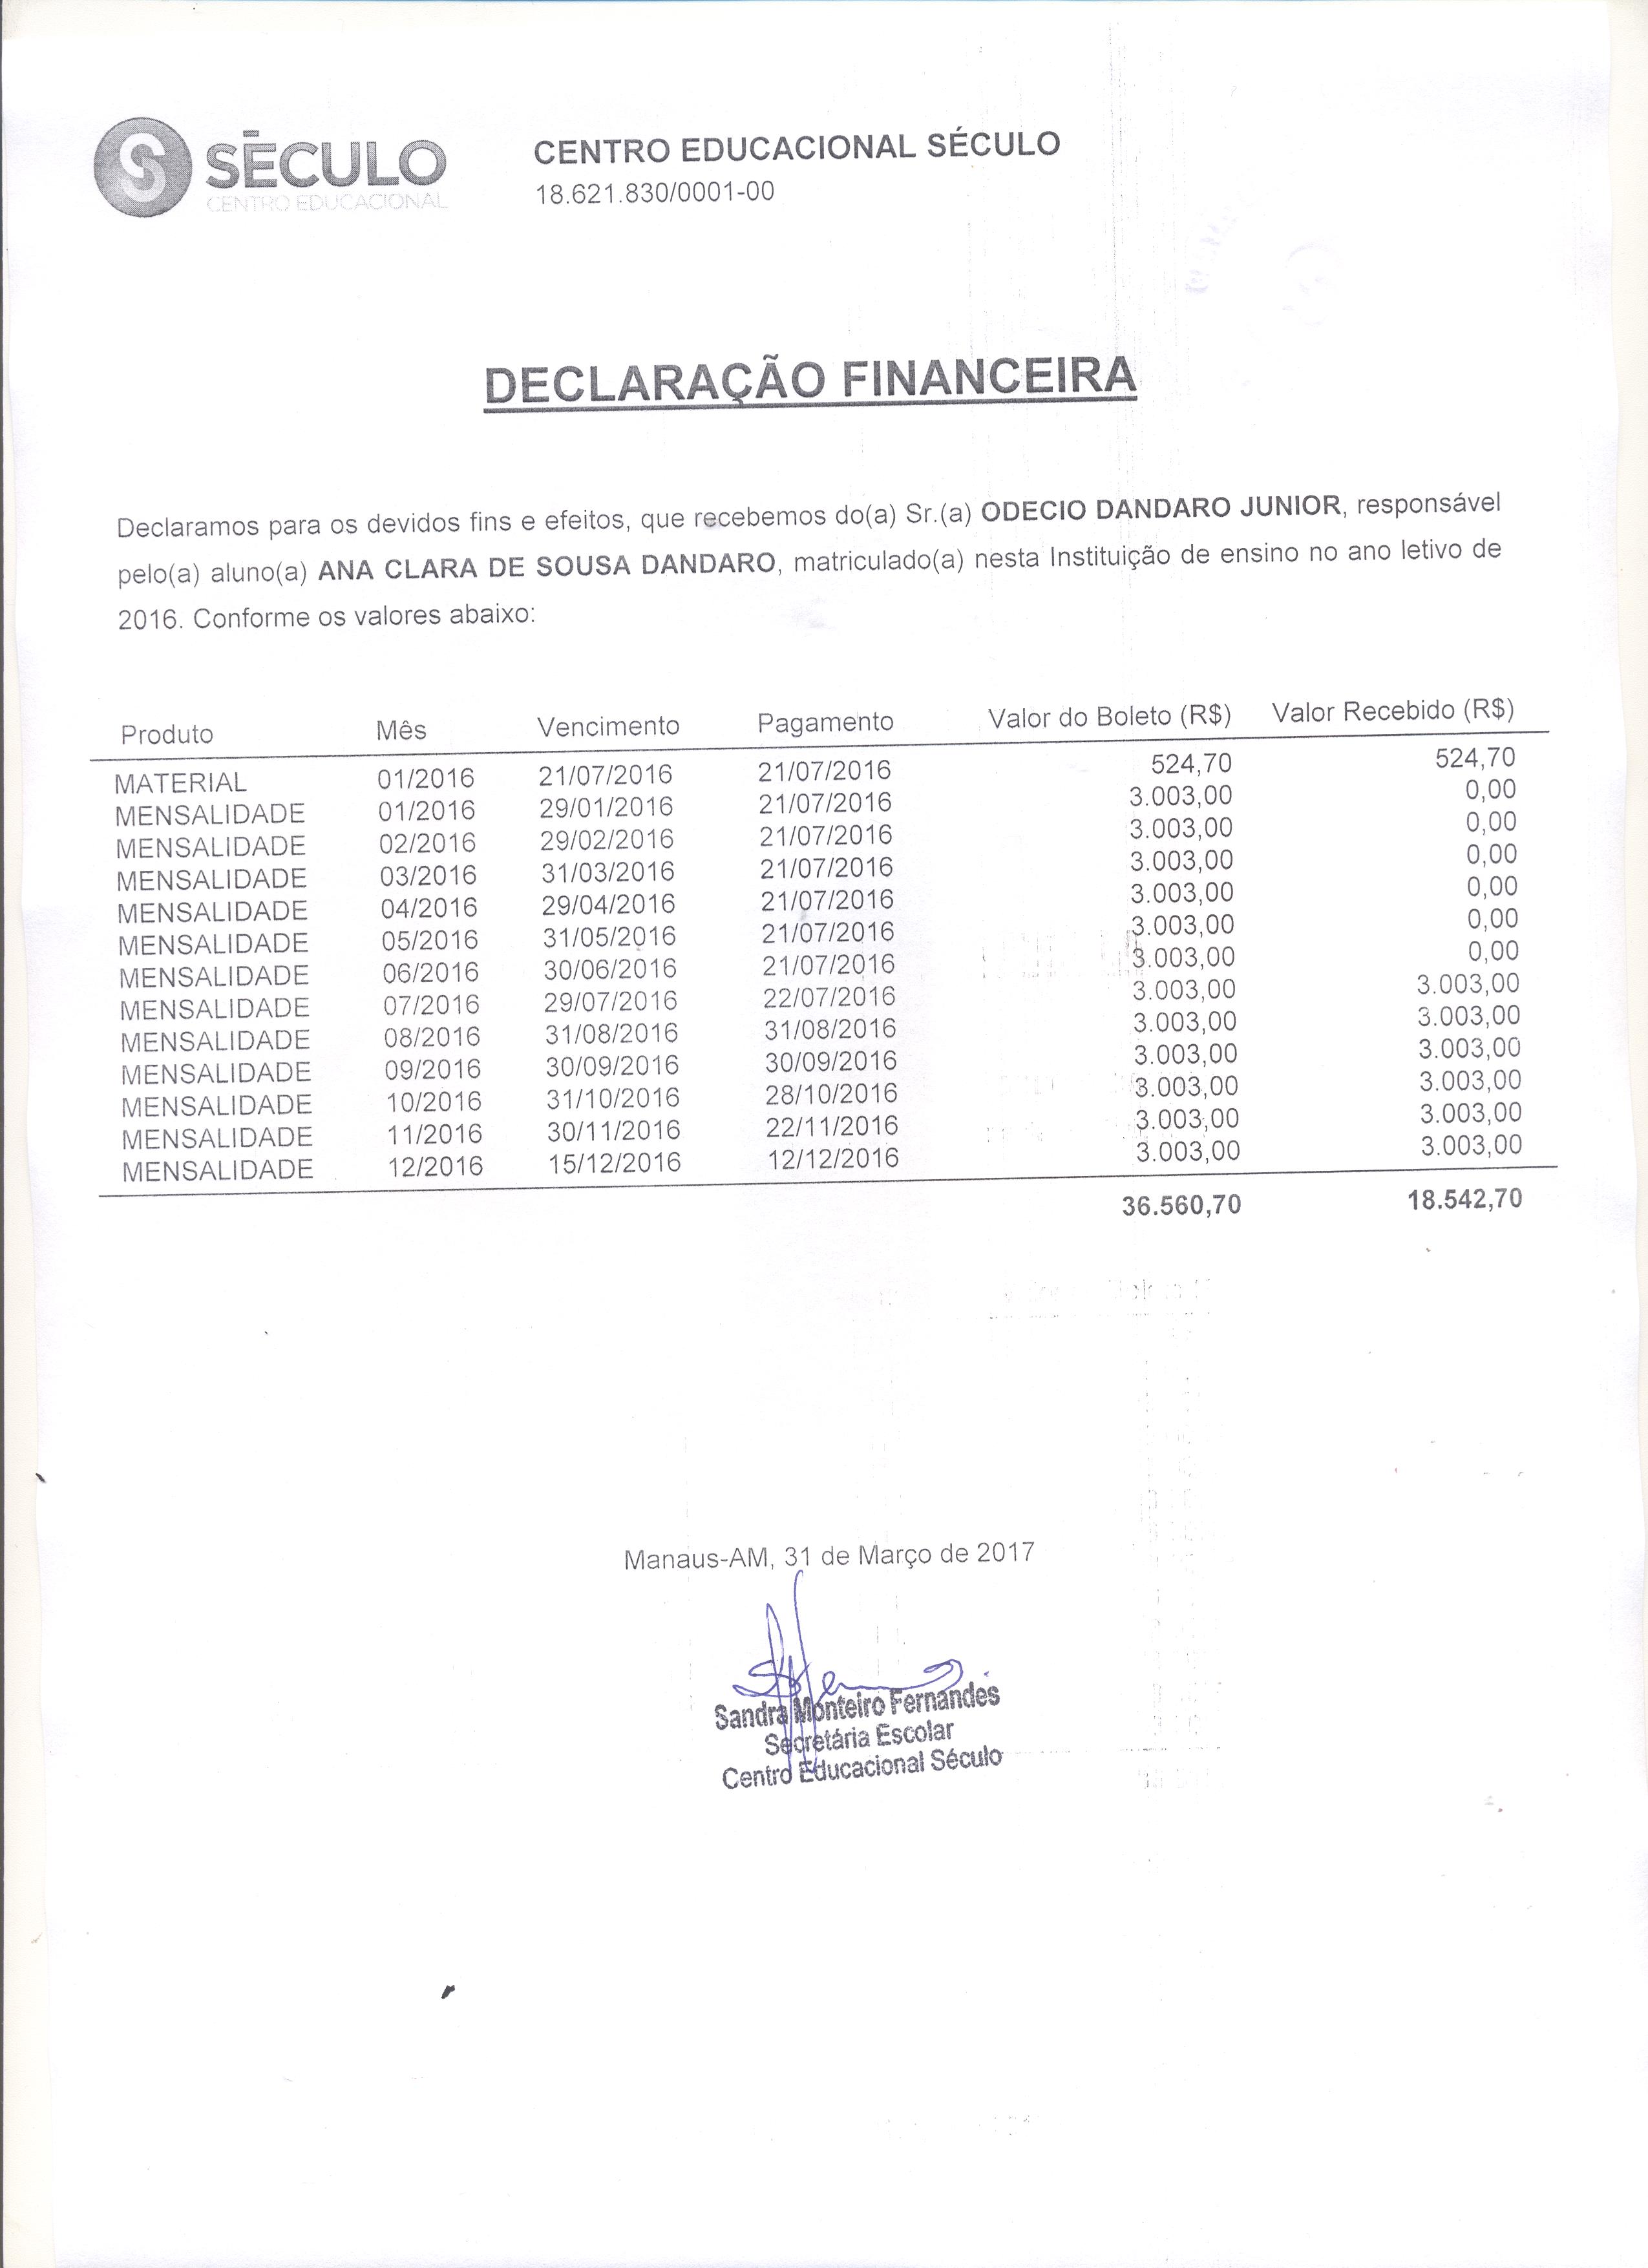 SÉCULO
CENTRO EDUCACIONAL
CENTRO EDUCACIONAL SÉCULO
18.621.830/0001-00
DECLARAÇÃO FINANCEIRA
Declaramos para os devidos fins e efeitos, que recebemos do(a) Sr.(a) ODECIO DANDARO JUNIOR, responsável
pelo(a) aluno(a) ANA CLARA DE SOUSA DANDARO, matriculado(a) nesta Instituição de ensino no ano letivo de
2016. Conforme os valores abaixo:
Produto Mês Vencimento Pagamento Valor do Boleto (R$) Valor Recebido (R$)
MATERIAL 01/2016 21/07/2016 21/07/2016 524,70 524,70
MENSALIDADE 01/2016 29/01/2016 21/07/2016 3.003,00 0,00
MENSALIDADE 02/2016 29/02/2016 21/07/2016 3.003,00 0,00
MENSALIDADE 03/2016 31/03/2016 21/07/2016 3.003,00 0,00
MENSALIDADE 04/2016 29/04/2016 21/07/2016 3.003,00 0,00
MENSALIDADE 05/2016 31/05/2016 21/07/2016 3.003,00 0,00
MENSALIDADE 06/2016 30/06/2016 21/07/2016 3.003,00 0,00
MENSALIDADE 07/2016 29/07/2016 22/07/2016 3.003,00 3.003,00
MENSALIDADE 08/2016 31/08/2016 31/08/2016 3.003,00 3.003,00
MENSALIDADE 09/2016 30/09/2016 30/09/2016 3.003,00 3.003,00
MENSALIDADE 10/2016 31/10/2016 28/10/2016 3.003,00 3.003,00
MENSALIDADE 11/2016 30/11/2016 22/11/2016 3.003,00 3.003,00
MENSALIDADE 12/2016 15/12/2016 12/12/2016 3.003,00 3.003,00
36.560,70 18.542,70
Manaus-AM, 31 de Março de 2017
Sandra Monteiro Fernandes
Secretária Escolar
Centro Educacional Século